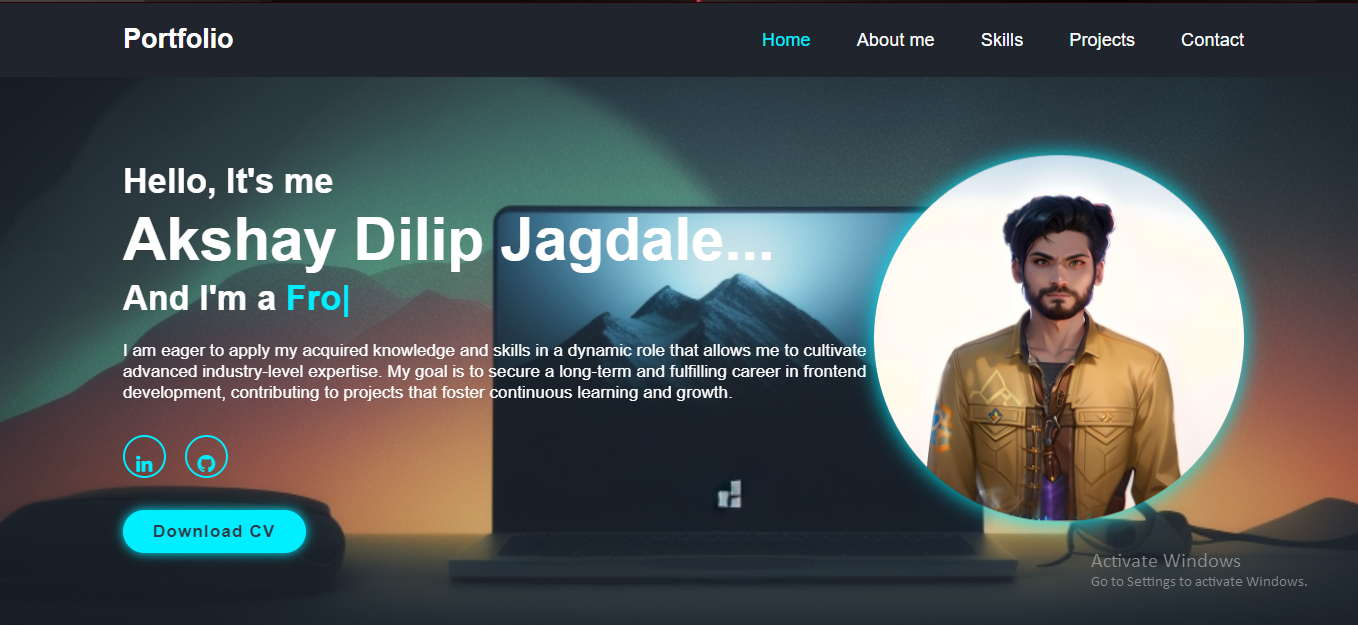 Portfolio
Home About me Skills Projects Contact
Hello, It's me
Akshay Dilip Jagdale...
And I'm a Fro|
I am eager to apply my acquired knowledge and skills in a dynamic role that allows me to cultivate
advanced industry-level expertise. My goal is to secure a long-term and fulfilling career in frontend
development, contributing to projects that foster continuous learning and growth.
in
Download CV
Activate Windows
Go to Settings to activate Windows.